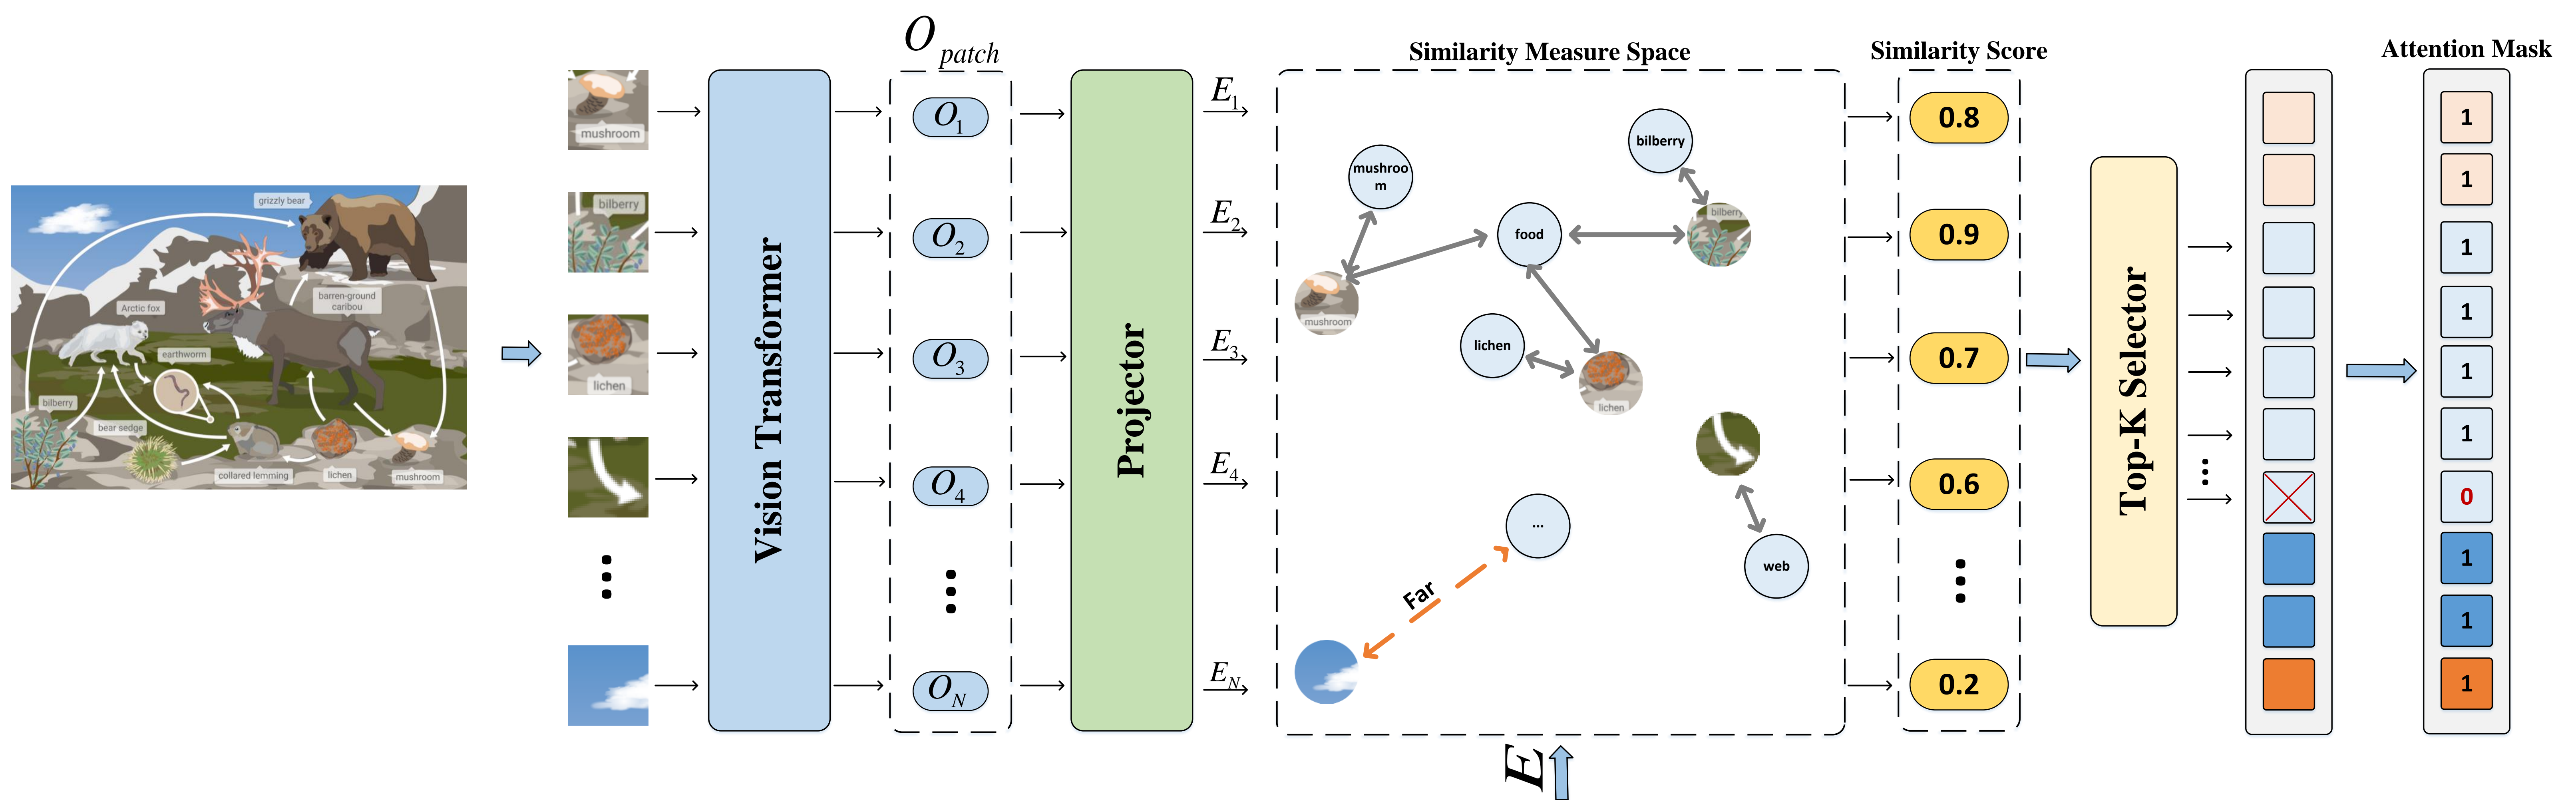 grizzly bear
barren-ground
caribou
Arctic fox
earthworm
bilberry
bear sedge
collared lemming
lichen
mushroom
mushroom
bilberry
lichen
Vision Transformer
O patch
O1
O2
O3
O4
ON
Projector
E1
E2
E3
E4
EN
Similarity Measure Space
mushroo
m
bilberry
food
bilberry
mushroom
lichen
lichen
...
web
Far
E
Similarity Score
0.8
0.9
0.7
0.6
0.2
Top-K Selector
Attention Mask
1
1
1
1
1
1
0
1
1
1